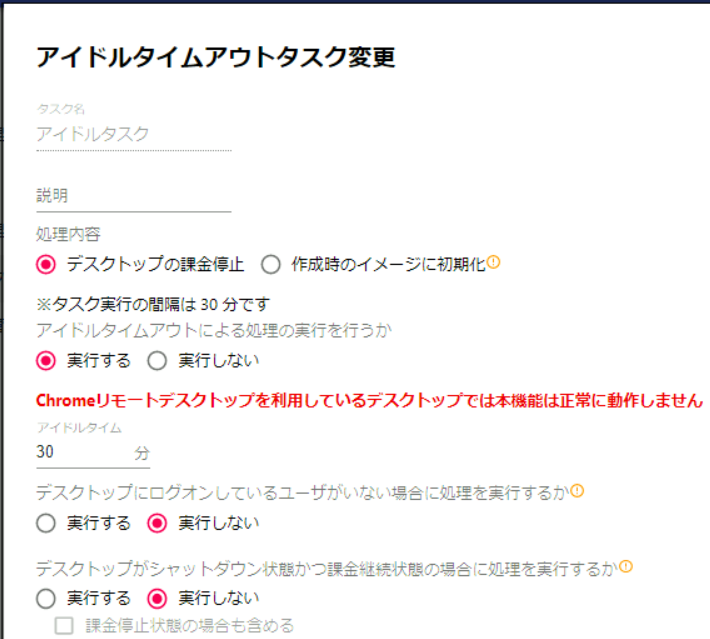 アイドルタイムアウトタスク変更
タスク名
アイドルタスク
説明
処理内容
デスクトップの課金停止 作成時のイメージに初期化
※タスク実行の間隔は 30 分です
アイドルタイムアウトによる処理の実行を行うか
実行する 実行しない
Chromeリモートデスクトップを利用しているデスクトップでは本機能は正常に動作しません
アイドルタイム
30 分
デスクトップにログオンしているユーザがいない場合に処理を実行するか
実行する 実行しない
デスクトップがシャットダウン状態かつ課金継続状態の場合に処理を実行するか
実行する 実行しない
課金停止状態の場合も含める